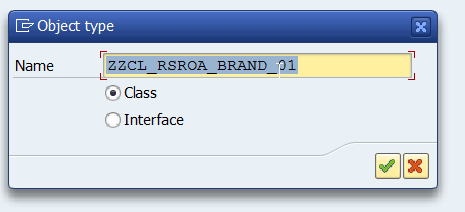 Object type
Name ZZCL_RSROA_BRAND_01
Class
Interface